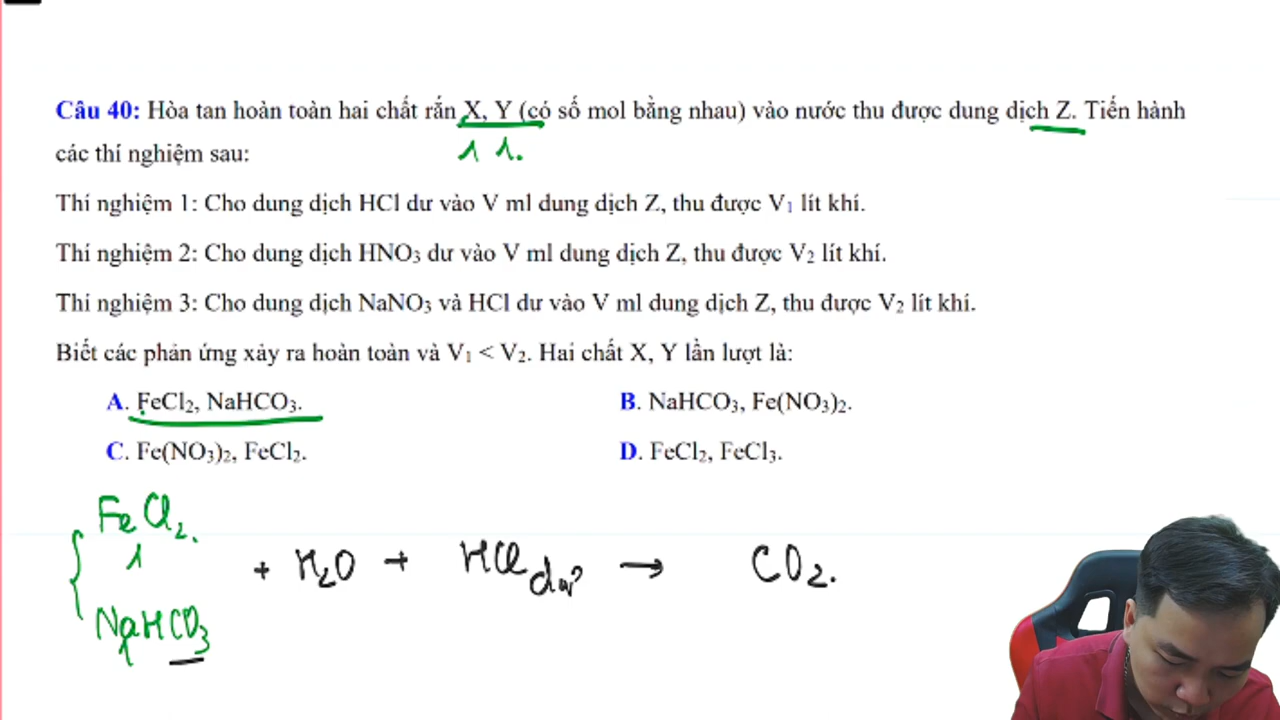 Câu 40: Hòa tan hoàn toàn hai chất rắn X, Y (có số mol bằng nhau) vào nước thu được dung dịch Z. Tiến hành
các thí nghiệm sau:
1 1.
Thí nghiệm 1: Cho dung dịch HCl dư vào V ml dung dịch Z, thu được V₁ lít khí.
Thí nghiệm 2: Cho dung dịch HNO₃ dư vào V ml dung dịch Z, thu được V₂ lít khí.
Thí nghiệm 3: Cho dung dịch NaNO₃ và HCl dư vào V ml dung dịch Z, thu được V₂ lít khí.
Biết các phản ứng xảy ra hoàn toàn và V₁ < V₂. Hai chất X, Y lần lượt là:
A. FeCl₂, NaHCO₃. B. NaHCO₃, Fe(NO₃)₂.
C. Fe(NO₃)₂, FeCl₂. D. FeCl₂, FeCl₃.
FeCl₂.
1
+ H₂O + HCl dư → CO₂.
NaHCO₃
1